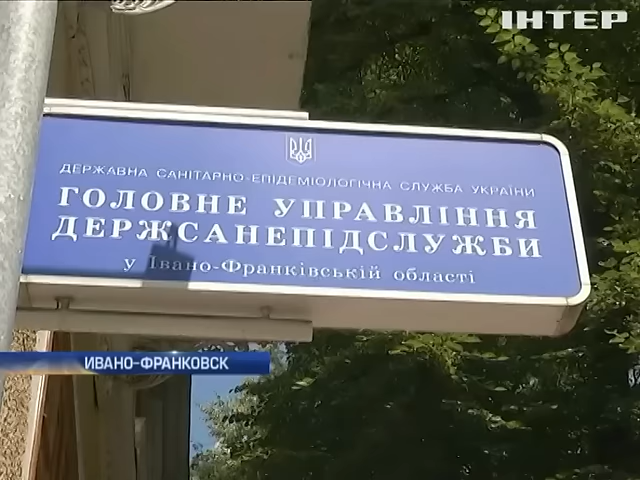 ІНТЕР
ДЕРЖАВНА САНІТАРНО-ЕПІДЕМІОЛОГІЧНА СЛУЖБА УКРАЇНИ
ГОЛОВНЕ УПРАВЛІННЯ
ДЕРЖСАНЕПІДСЛУЖБИ
у Івано-Франківській області
ИВАНО-ФРАНКОВСК